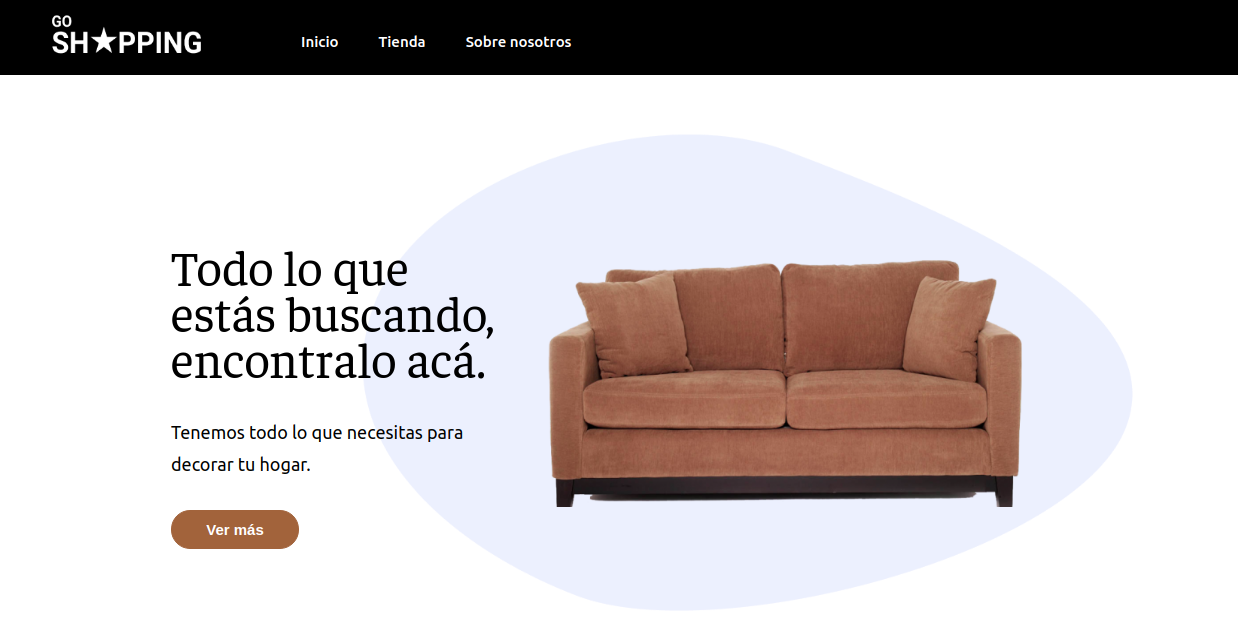 GO
SH★PPING
Inicio Tienda Sobre nosotros
Todo lo que
estás buscando,
encontralo acá.
Tenemos todo lo que necesitas para
decorar tu hogar.
Ver más